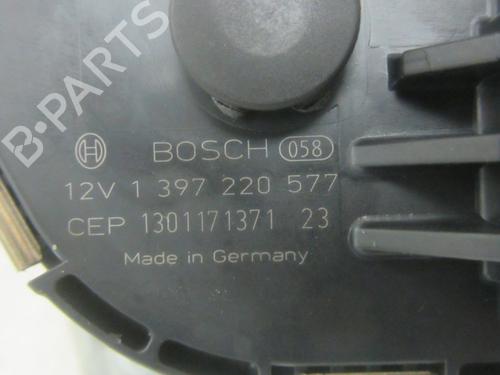 B-PARTS
BOSCH 058
12V 1 397 220 577
CEP 1301171371 23
Made in Germany